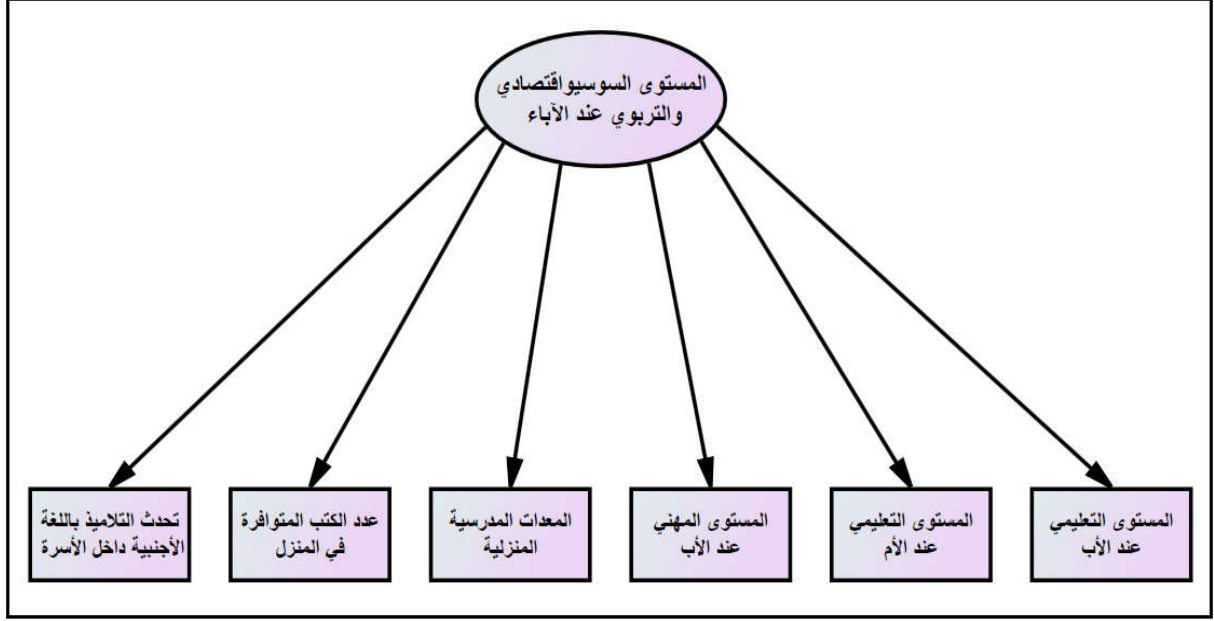 المستوى السوسيواقتصادي
والتربوي عند الآباء
المستوى التعليمي
عند الأب
المستوى التعليمي
عند الأم
المستوى المهني
عند الأب
المعدات المدرسية
المنزلية
عدد الكتب المتوافرة
في المنزل
تحدث التلاميذ باللغة
الأجنبية داخل الأسرة